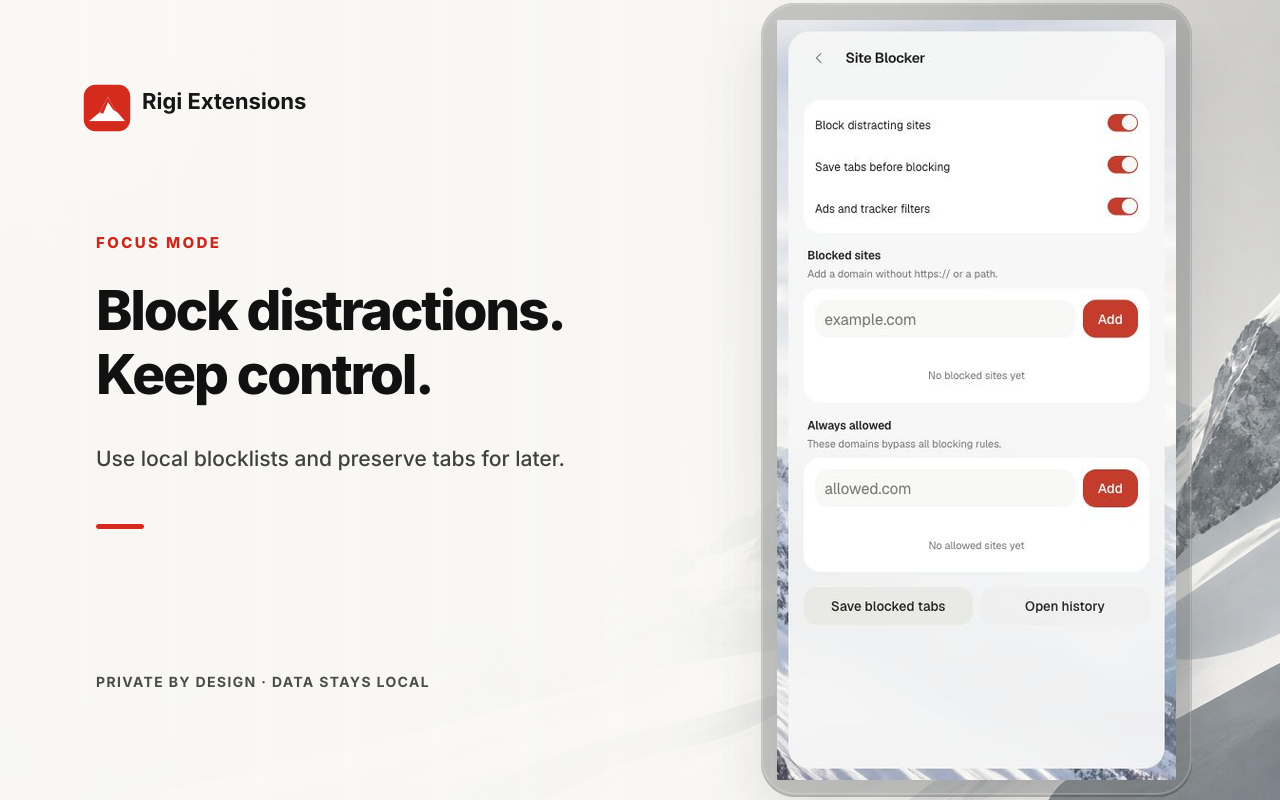 Rigi Extensions
FOCUS MODE
Block distractions.
Keep control.
Use local blocklists and preserve tabs for later.
PRIVATE BY DESIGN · DATA STAYS LOCAL
Site Blocker
Block distracting sites
Save tabs before blocking
Ads and tracker filters
Blocked sites
Add a domain without https:// or a path.
example.com Add
No blocked sites yet
Always allowed
These domains bypass all blocking rules.
allowed.com Add
No allowed sites yet
Save blocked tabs Open history